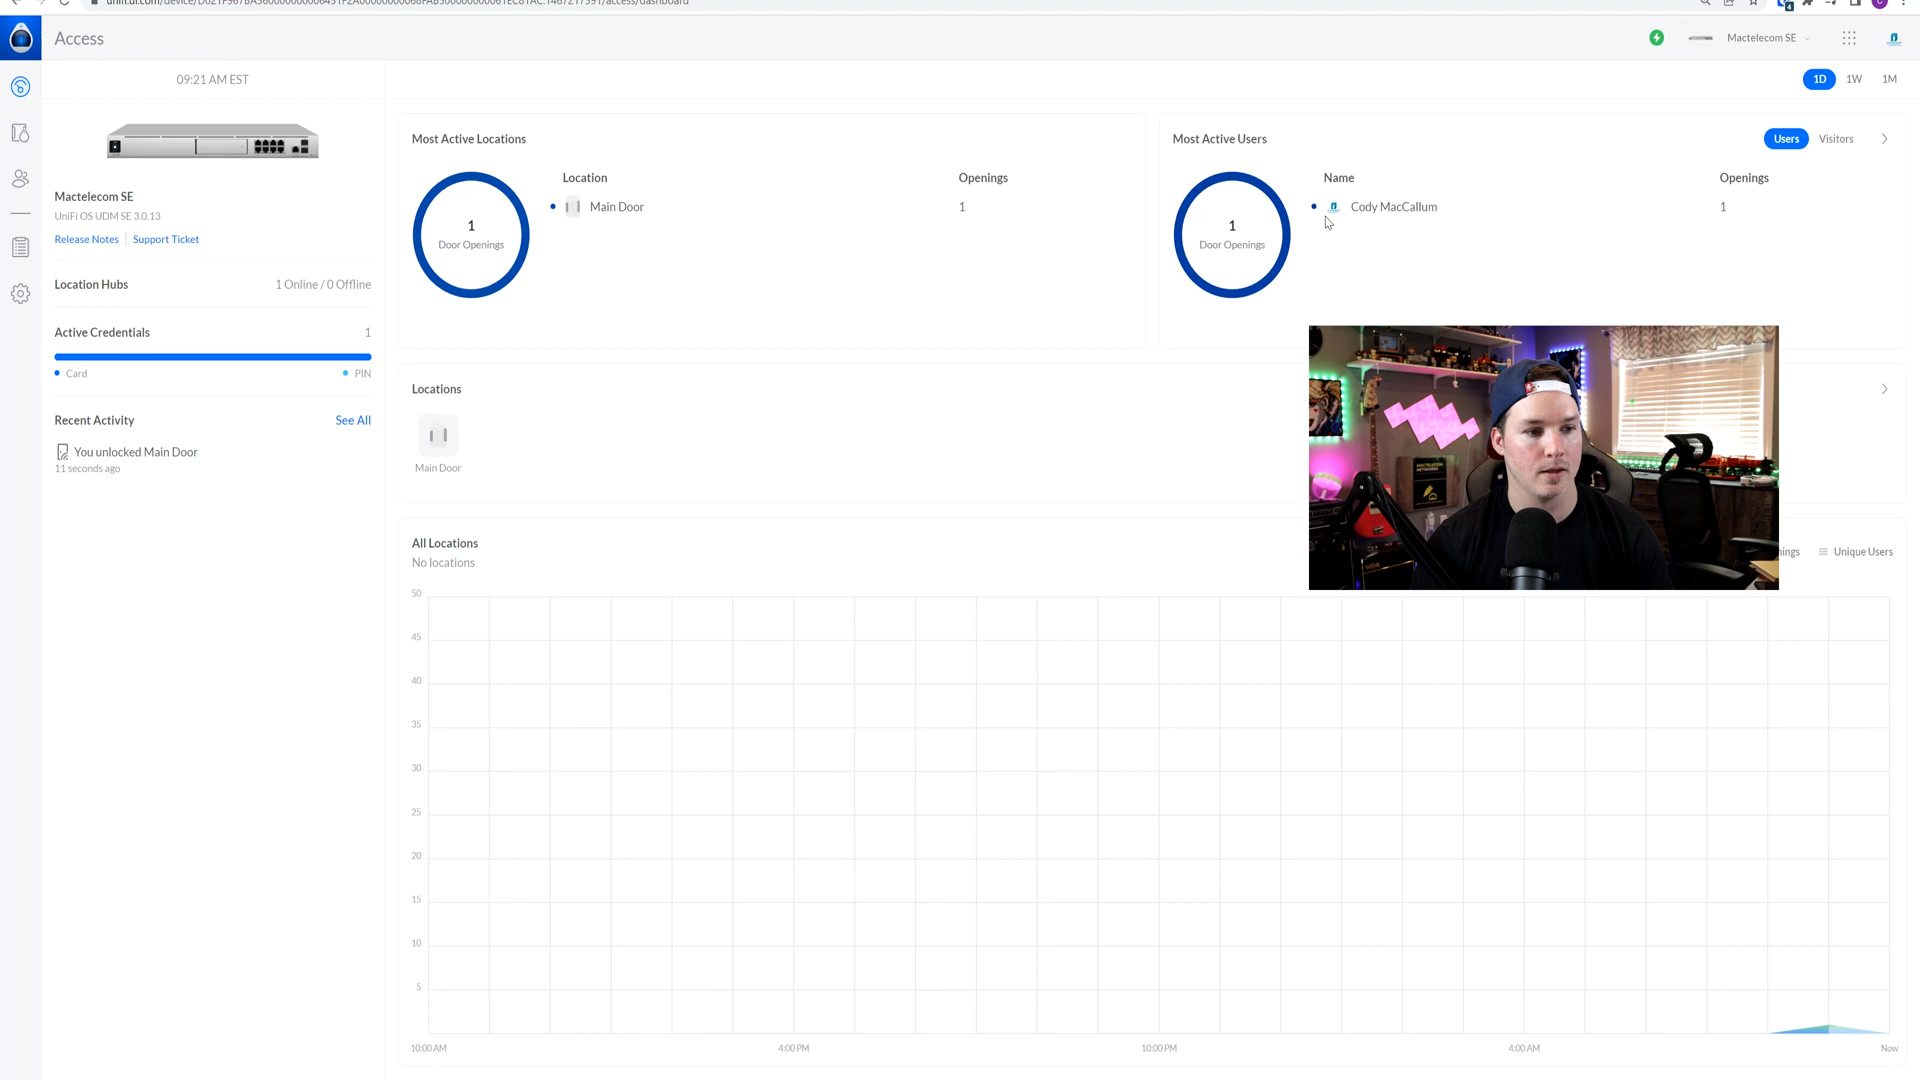 Access
Mactelecom SE
09:21 AM EST
1D 1W 1M
Mactelecom SE
UniFi OS UDM SE 3.0.13
Release Notes Support Ticket
Location Hubs 1 Online / 0 Offline
Active Credentials 1
Card PIN
Recent Activity See All
You unlocked Main Door
11 seconds ago
Most Active Locations
1
Door Openings
Location Openings
Main Door 1
Most Active Users
Users Visitors
1
Door Openings
Name Openings
Cody MacCallum 1
Locations
Main Door
All Locations
No locations
Unique Users
50
45
40
35
30
25
20
15
10
5
10:00 AM 4:00 PM 10:00 PM 4:00 AM Now
MACTELECOM
NETWORKS
VOX